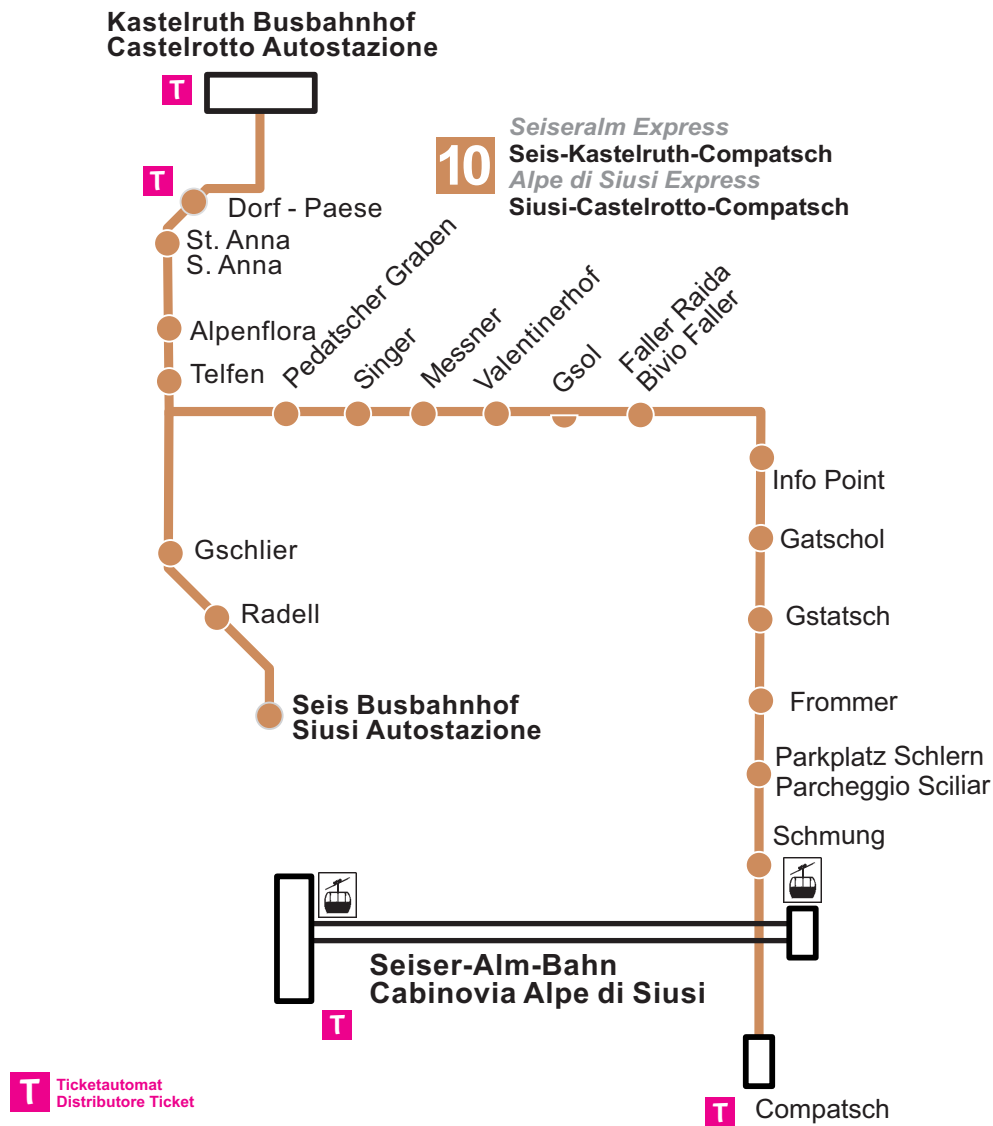 Kastelruth Busbahnhof
Castelrotto Autostazione
T
10
Seiseralm Express
Seis-Kastelruth-Compatsch
Alpe di Siusi Express
Siusi-Castelrotto-Compatsch
T
Dorf - Paese
St. Anna
S. Anna
Alpenflora
Telfen
Pedatscher Graben
Singer
Messner
Valentinerhof
Gsol
Faller Raida
Bivio Faller
Info Point
Gatschol
Gstatsch
Frommer
Parkplatz Schlern
Parcheggio Sciliar
Schmung
Gschlier
Radell
Seis Busbahnhof
Siusi Autostazione
Seiser-Alm-Bahn
Cabinovia Alpe di Siusi
T
T
Compatsch
T
Ticketautomat
Distributore Ticket